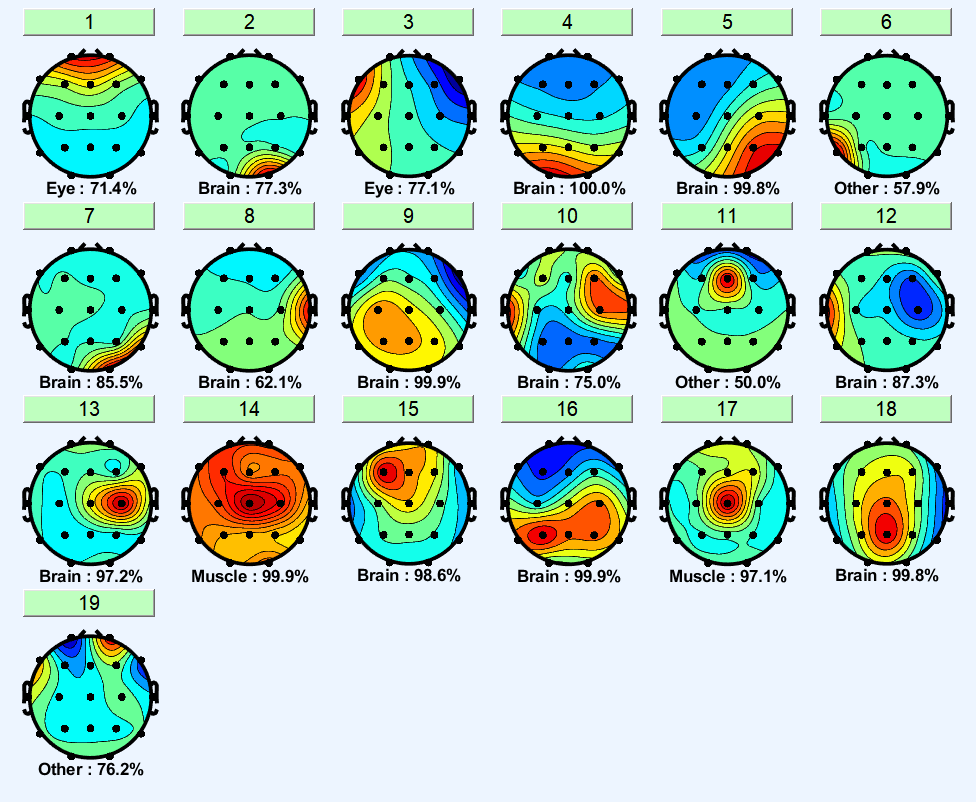 1 2 3 4 5 6
Eye : 71.4% Brain : 77.3% Eye : 77.1% Brain : 100.0% Brain : 99.8% Other : 57.9%
7 8 9 10 11 12
Brain : 85.5% Brain : 62.1% Brain : 99.9% Brain : 75.0% Other : 50.0% Brain : 87.3%
13 14 15 16 17 18
Brain : 97.2% Muscle : 99.9% Brain : 98.6% Brain : 99.9% Muscle : 97.1% Brain : 99.8%
19
Other : 76.2%